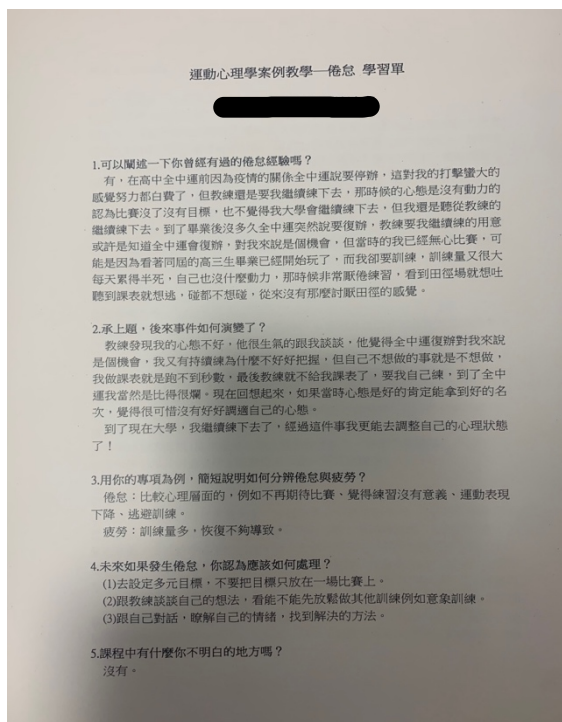 運動心理學案例教學—倦怠 學習單
1.可以闡述一下你曾經有過的倦怠經驗嗎？
有，在高中全中運前因為疫情的關係全中運說要停辦，這對我的打擊蠻大的
感覺努力都白費了，但教練還是要我繼續練下去，那時候的心態是沒有動力的
認為比賽沒了沒有目標，也不覺得我大學會繼續練下去，但我還是聽從教練的
繼續練下去。到了畢業後沒多久全中運突然說要復辦，教練要我繼續練的用意
或許是知道全中運會復辦，對我來說是個機會，但當時的我已經無心比賽，可
能是因為看著同屆的高三生畢業已經開始玩了，而我卻要訓練，訓練量又很大
每天累得半死，自己也沒什麼動力，那時候非常厭倦練習，看到田徑場就想吐
聽到課表就想逃，碰都不想碰，從來沒有那麼討厭田徑的感覺。
2.承上題，後來事件如何演變了？
教練發現我的心態不好，他很生氣的跟我談談，他覺得全中運復辦對我來說
是個機會，我又有持續練為什麼不好好把握，但自己不想做的事就是不想做，
我做課表就是跑不到秒數，最後教練就不給我課表了，要我自己練，到了全中
運我當然是比得很爛。現在回想起來，如果當時心態是好的肯定能拿到好的名
次，覺得很可惜沒有好好調適自己的心態。
到了現在大學，我繼續練下去了，經過這件事我更能去調整自己的心理狀態
了！
3.用你的專項為例，簡短說明如何分辨倦怠與疲勞？
倦怠：比較心理層面的，例如不再期待比賽、覺得練習沒有意義、運動表現
下降、逃避訓練。
疲勞：訓練量多，恢復不夠導致。
4.未來如果發生倦怠，你認為應該如何處理？
(1)去設定多元目標，不要把目標只放在一場比賽上。
(2)跟教練談談自己的想法，看能不能先放鬆做其他訓練例如意象訓練。
(3)跟自己對話，瞭解自己的情緒，找到解決的方法。
5.課程中有什麼你不明白的地方嗎？
沒有。